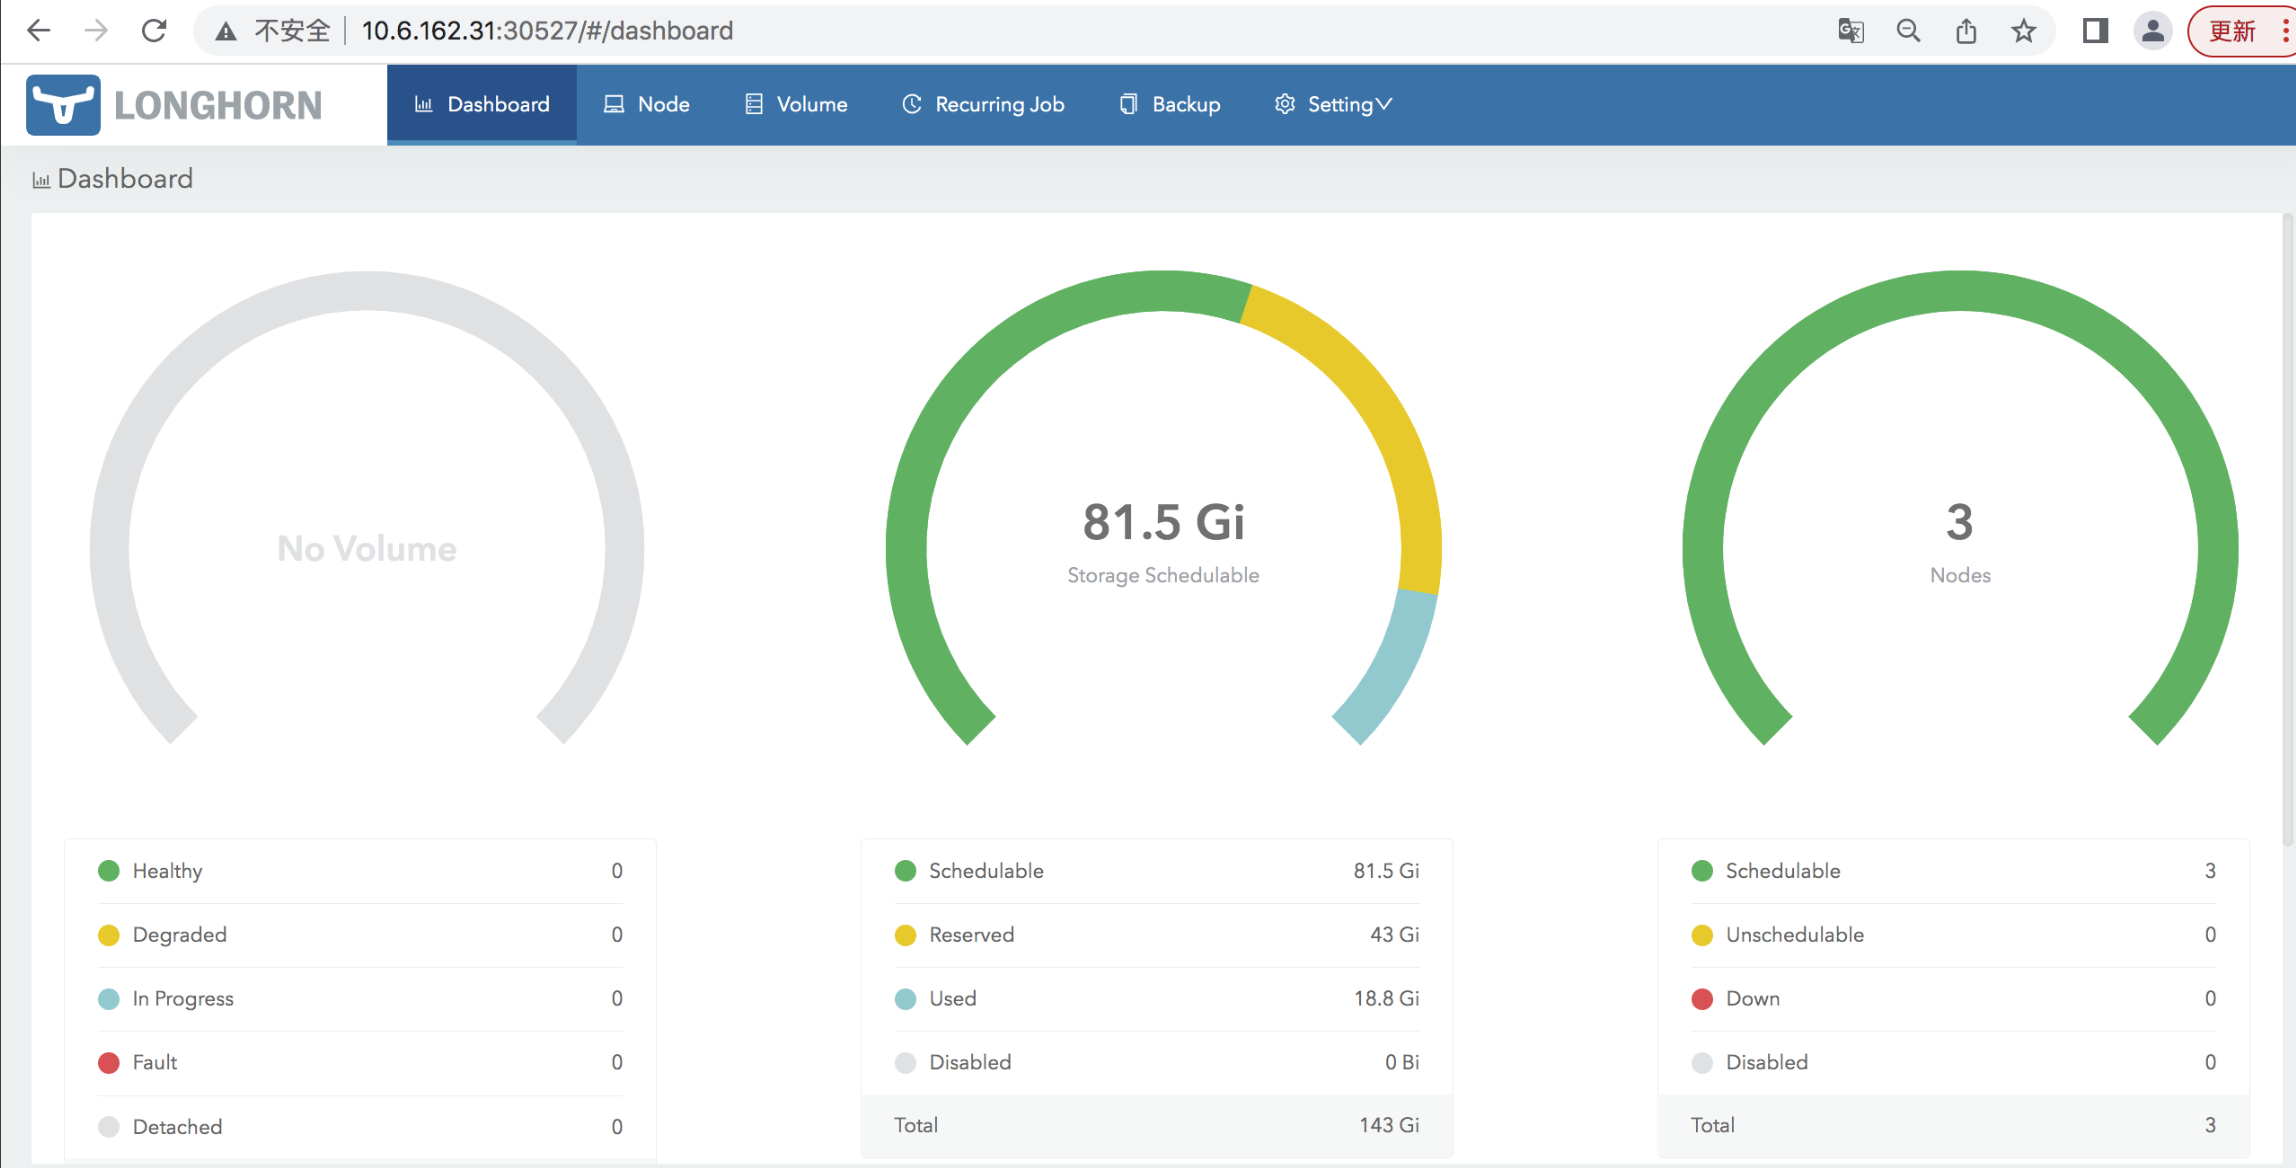 不安全 10.6.162.31:30527/#/dashboard 更新
LONGHORN Dashboard Node Volume Recurring Job Backup Setting
Dashboard
No Volume
81.5 Gi
Storage Schedulable
3
Nodes
Healthy 0
Degraded 0
In Progress 0
Fault 0
Detached 0
Schedulable 81.5 Gi
Reserved 43 Gi
Used 18.8 Gi
Disabled 0 Bi
Total 143 Gi
Schedulable 3
Unschedulable 0
Down 0
Disabled 0
Total 3